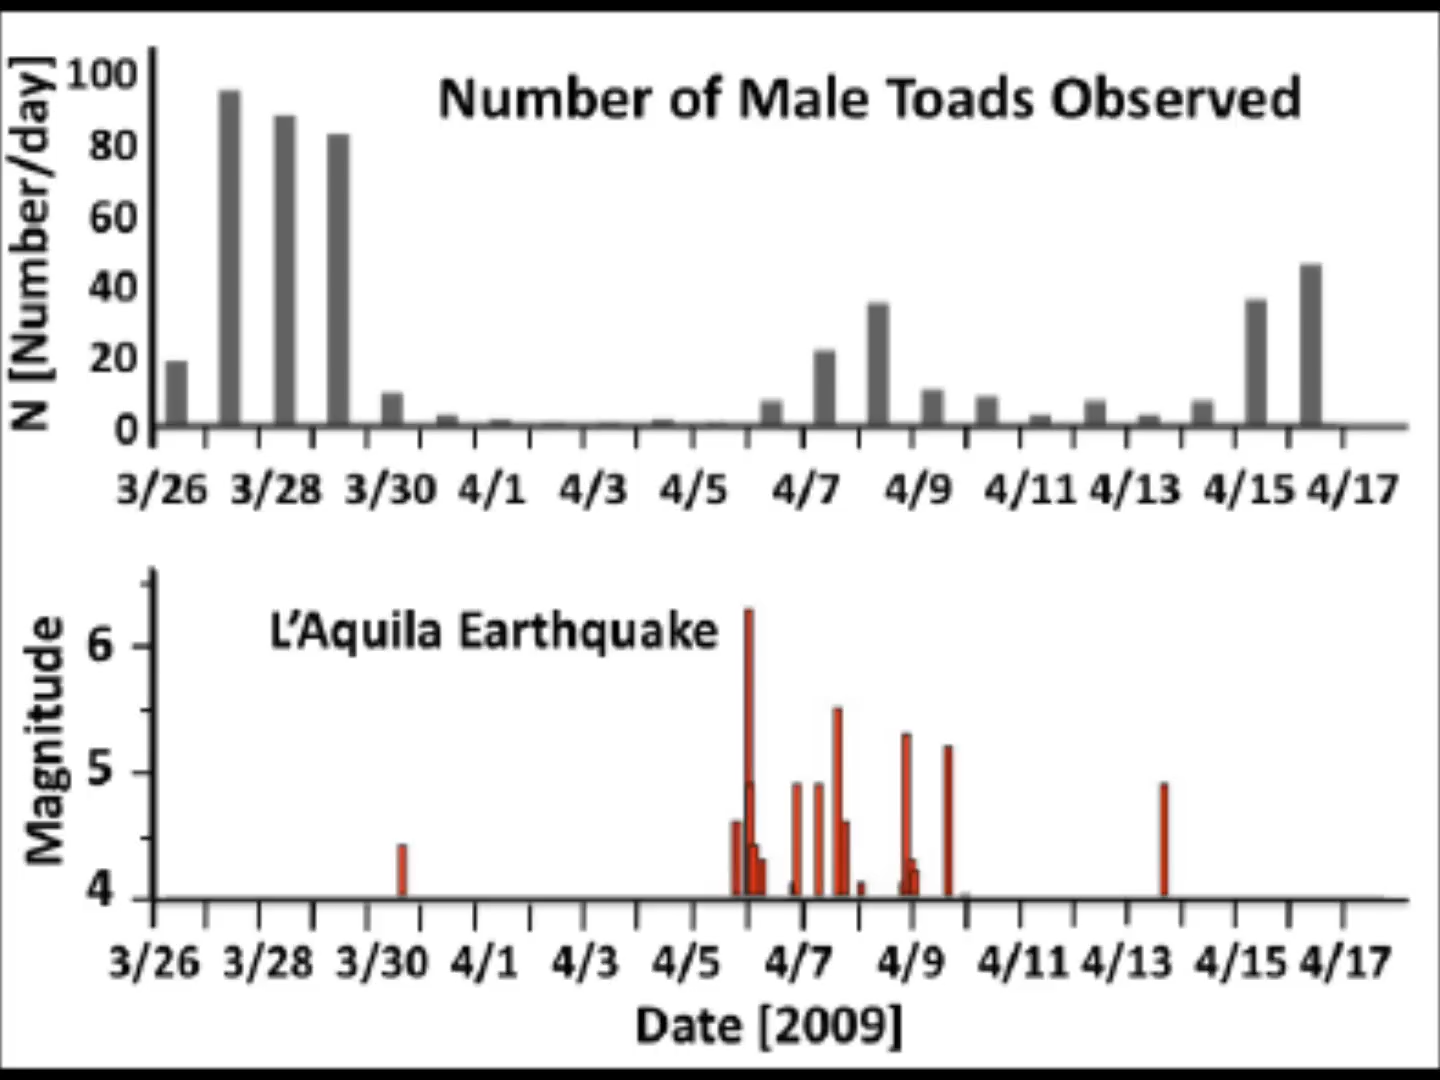 Number of Male Toads Observed
N [Number/day]
100
80
60
40
20
0
3/26 3/28 3/30 4/1 4/3 4/5 4/7 4/9 4/11 4/13 4/15 4/17
L'Aquila Earthquake
Magnitude
6
5
4
3/26 3/28 3/30 4/1 4/3 4/5 4/7 4/9 4/11 4/13 4/15 4/17
Date [2009]